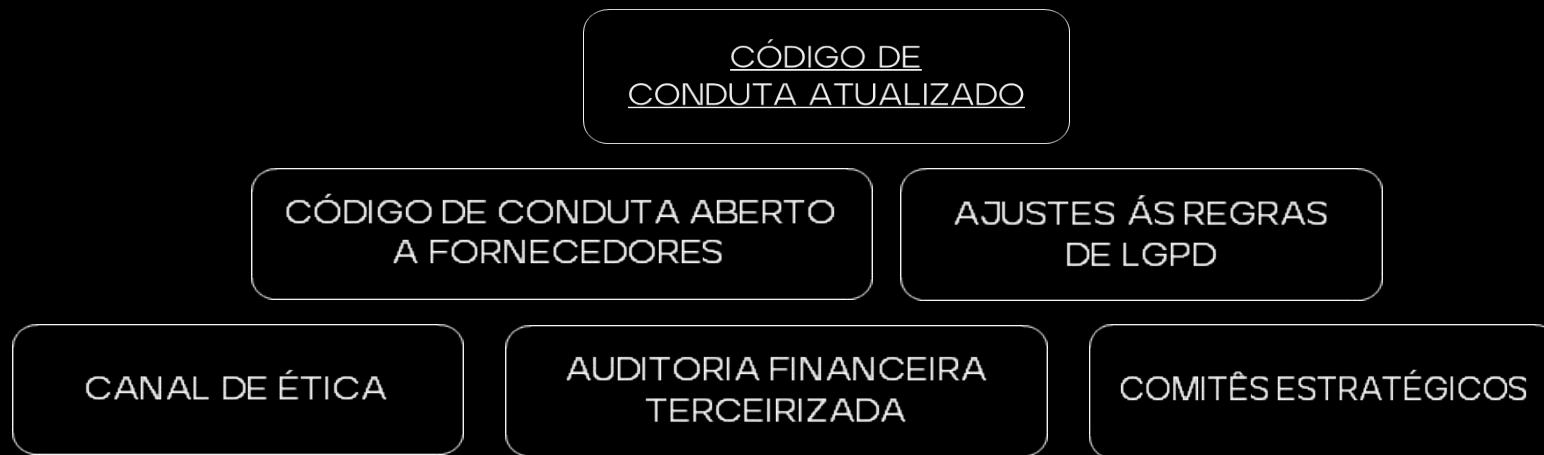 CÓDIGO DE
CONDUTA ATUALIZADO
CÓDIGO DE CONDUTA ABERTO
A FORNECEDORES
AJUSTES ÁS REGRAS
DE LGPD
CANAL DE ÉTICA
AUDITORIA FINANCEIRA
TERCEIRIZADA
COMITÊS ESTRATÉGICOS